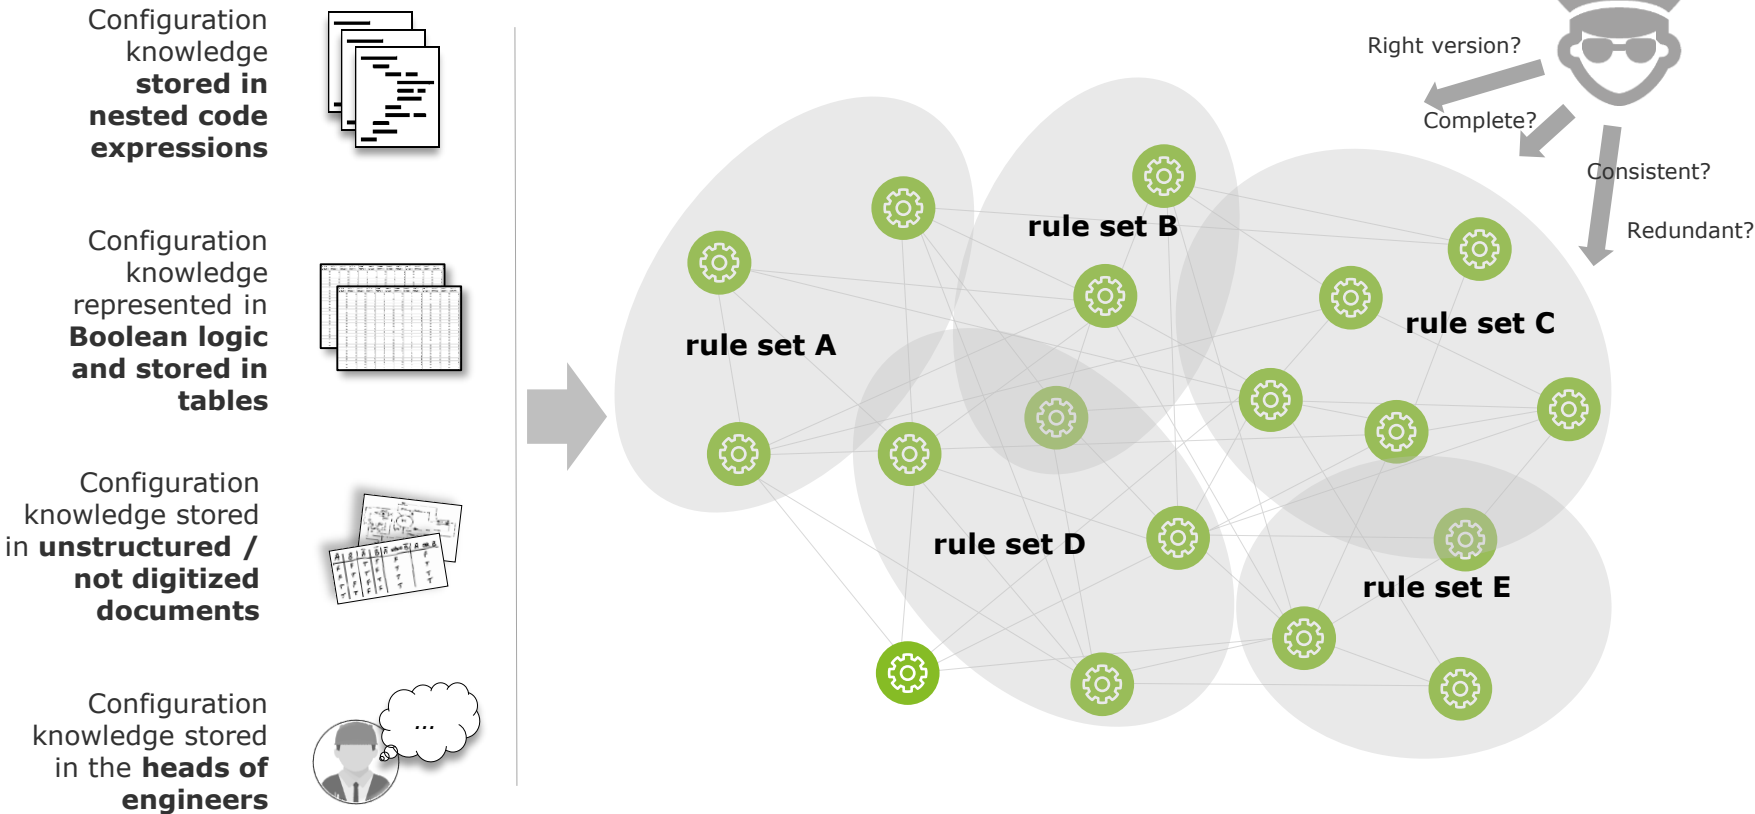 Configuration
knowledge
stored in
nested code
expressions
Configuration
knowledge
represented in
Boolean logic
and stored in
tables
Configuration
knowledge stored
in unstructured /
not digitized
documents
Configuration
knowledge stored
in the heads of
engineers
...
rule set A
rule set B
rule set C
rule set D
rule set E
Right version?
Complete?
Consistent?
Redundant?